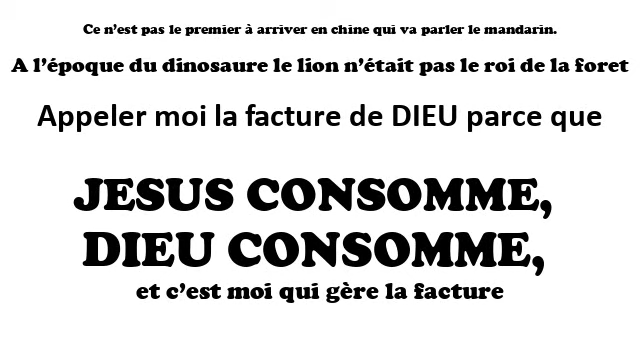 Ce n’est pas le premier à arriver en chine qui va parler le mandarin.
A l’époque du dinosaure le lion n’était pas le roi de la foret
Appeler moi la facture de DIEU parce que
JESUS CONSOMME,
DIEU CONSOMME,
et c’est moi qui gère la facture